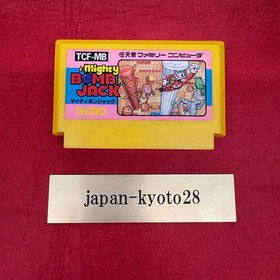 TCF-MB
任天堂ファミリーコンピュータ
Mighty
BOMB
JACK
マイティボンジャック
TECMO
japan-kyoto28